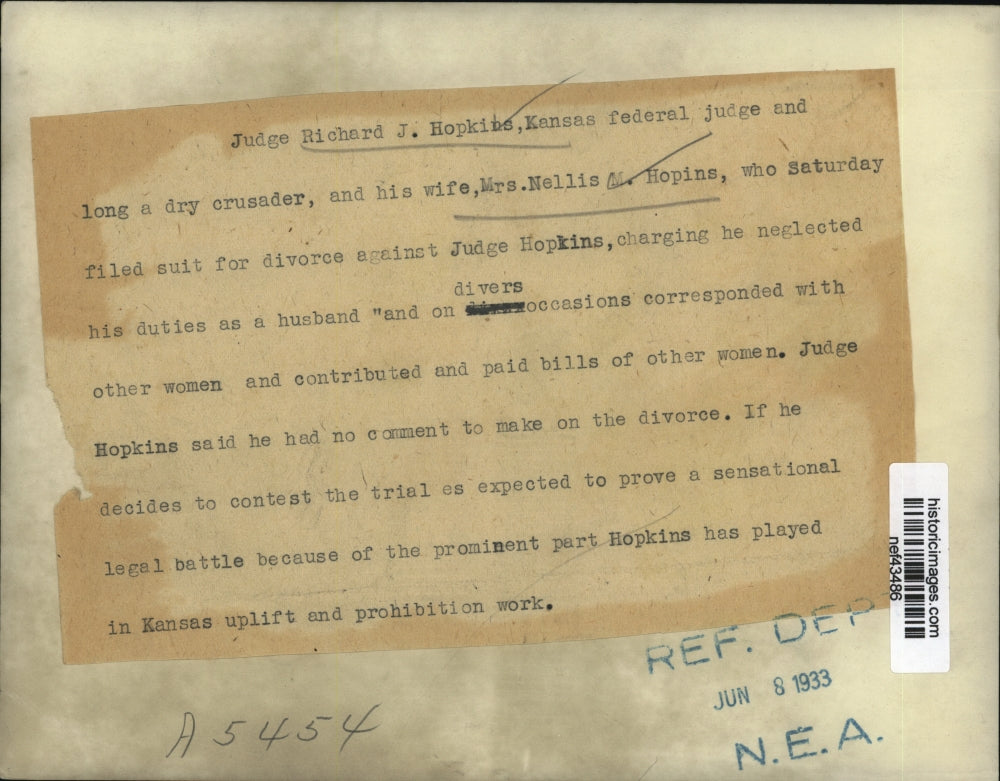 Judge Richard J. Hopkins,Kansas federal judge and
long a dry crusader, and his wife,Mrs.Nellis M. Hopins, who Saturday
filed suit for divorce against Judge Hopkins,charging he neglected
divers
his duties as a husband "and on occasions corresponded with
other women and contributed and paid bills of other women. Judge
Hopkins said he had no comment to make on the divorce. If he
decides to contest the trial es expected to prove a sensational
legal battle because of the prominent part Hopkins has played
in Kansas uplift and prohibition work.
historicimages.com
nef43486
REF. DEP
JUN 8 1933
N.E.A.
A5454